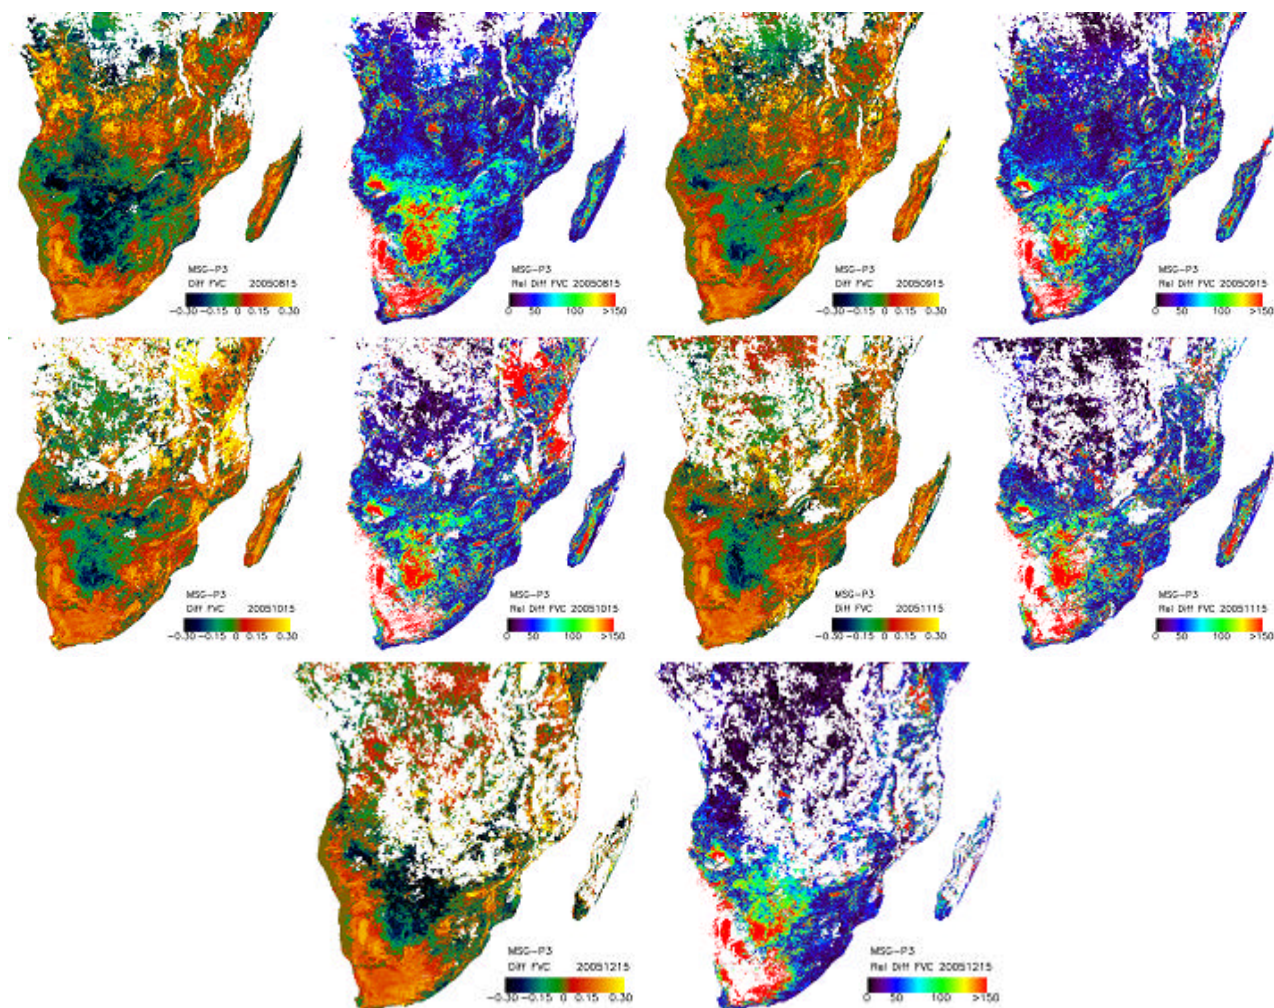 MSG-P3
Diff FVC 20050815
-0.30-0.15 0 0.15 0.30
MSG-P3
Rel Diff FVC 20050815
0 50 100 >150
MSG-P3
Diff FVC 20050915
-0.30-0.15 0 0.15 0.30
MSG-P3
Rel Diff FVC 20050915
0 50 100 >150
MSG-P3
Diff FVC 20051015
-0.30-0.15 0 0.15 0.30
MSG-P3
Rel Diff FVC 20051015
0 50 100 >150
MSG-P3
Diff FVC 20051115
-0.30-0.15 0 0.15 0.30
MSG-P3
Rel Diff FVC 20051115
0 50 100 >150
MSG-P3
Diff FVC 20051215
-0.30-0.15 0 0.15 0.30
MSG-P3
Rel Diff FVC 20051215
0 50 100 >150